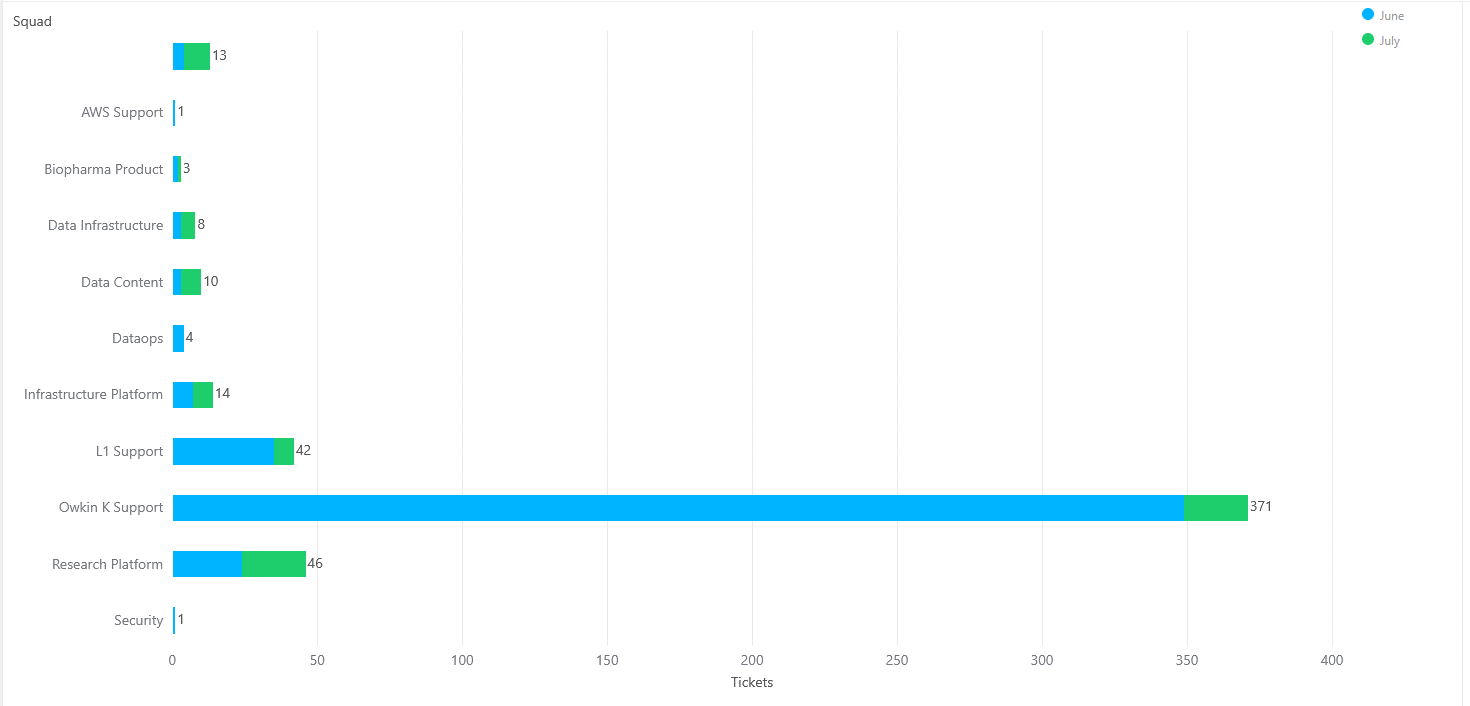 Squad
June
July
13
AWS Support 1
Biopharma Product 3
Data Infrastructure 8
Data Content 10
Dataops 4
Infrastructure Platform 14
L1 Support 42
Owkin K Support 371
Research Platform 46
Security 1
0 50 100 150 200 250 300 350 400
Tickets